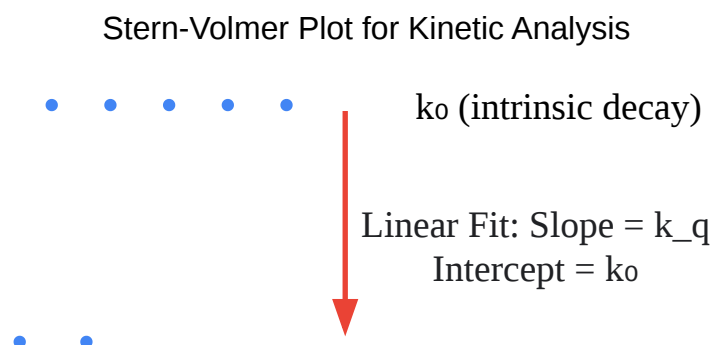 Stern-Volmer Plot for Kinetic Analysis
k₀ (intrinsic decay)
Linear Fit: Slope = k_q
Intercept = k₀